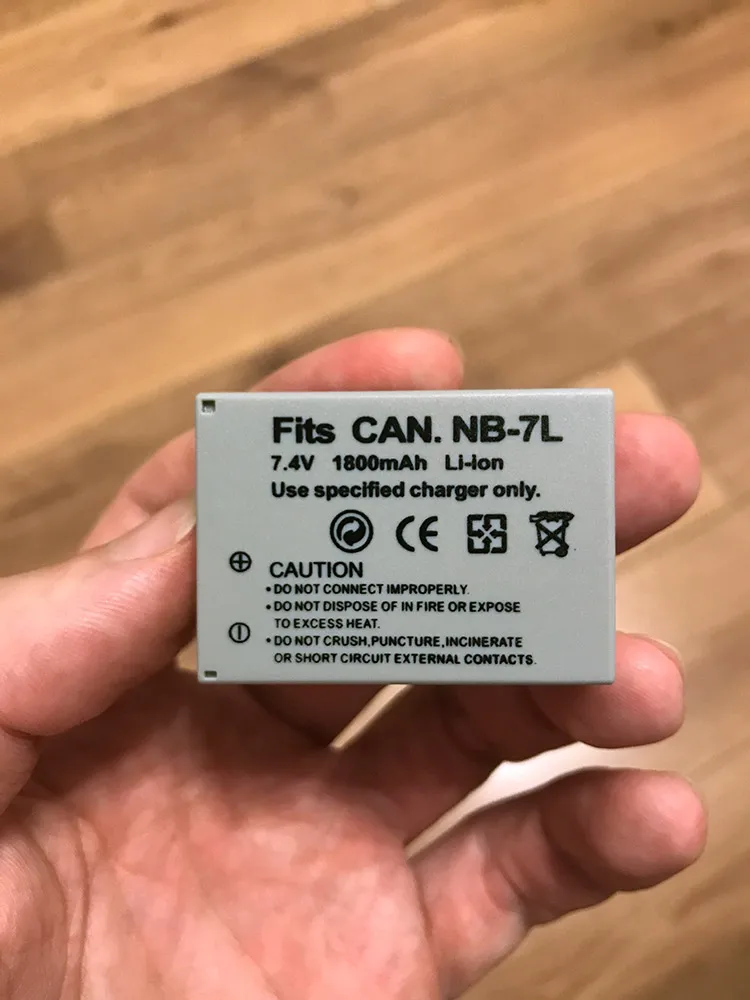 Fits CAN. NB-7L
7.4V 1800mAh Li-ion
Use specified charger only.
CE
CAUTION
• DO NOT CONNECT IMPROPERLY.
• DO NOT DISPOSE OF IN FIRE OR EXPOSE
TO EXCESS HEAT.
• DO NOT CRUSH,PUNCTURE,INCINERATE
OR SHORT CIRCUIT EXTERNAL CONTACTS.